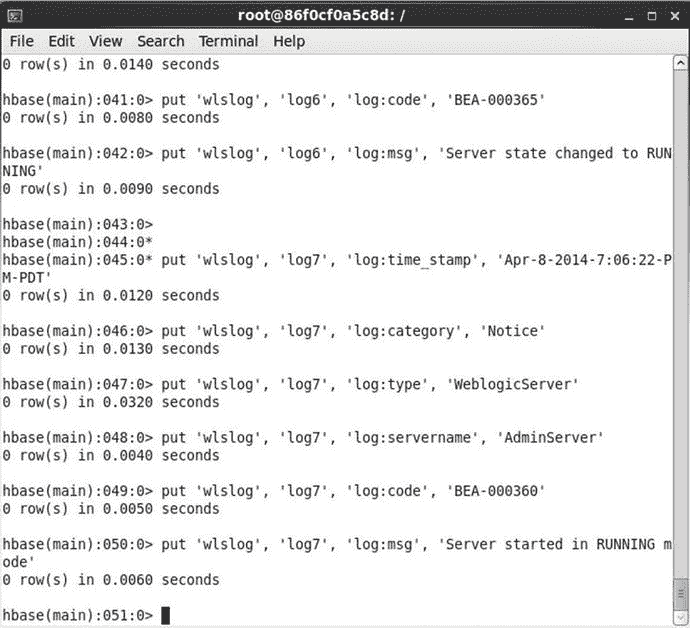 root@86f0cf0a5c8d: /
File Edit View Search Terminal Help
0 row(s) in 0.0140 seconds
hbase(main):041:0> put 'wlslog', 'log6', 'log:code', 'BEA-000365'
0 row(s) in 0.0080 seconds
hbase(main):042:0> put 'wlslog', 'log6', 'log:msg', 'Server state changed to RUN
NING'
0 row(s) in 0.0090 seconds
hbase(main):043:0>
hbase(main):044:0*
hbase(main):045:0* put 'wlslog', 'log7', 'log:time_stamp', 'Apr-8-2014-7:06:22-P
M-PDT'
0 row(s) in 0.0120 seconds
hbase(main):046:0> put 'wlslog', 'log7', 'log:category', 'Notice'
0 row(s) in 0.0130 seconds
hbase(main):047:0> put 'wlslog', 'log7', 'log:type', 'WeblogicServer'
0 row(s) in 0.0320 seconds
hbase(main):048:0> put 'wlslog', 'log7', 'log:servername', 'AdminServer'
0 row(s) in 0.0040 seconds
hbase(main):049:0> put 'wlslog', 'log7', 'log:code', 'BEA-000360'
0 row(s) in 0.0050 seconds
hbase(main):050:0> put 'wlslog', 'log7', 'log:msg', 'Server started in RUNNING m
ode'
0 row(s) in 0.0060 seconds
hbase(main):051:0>